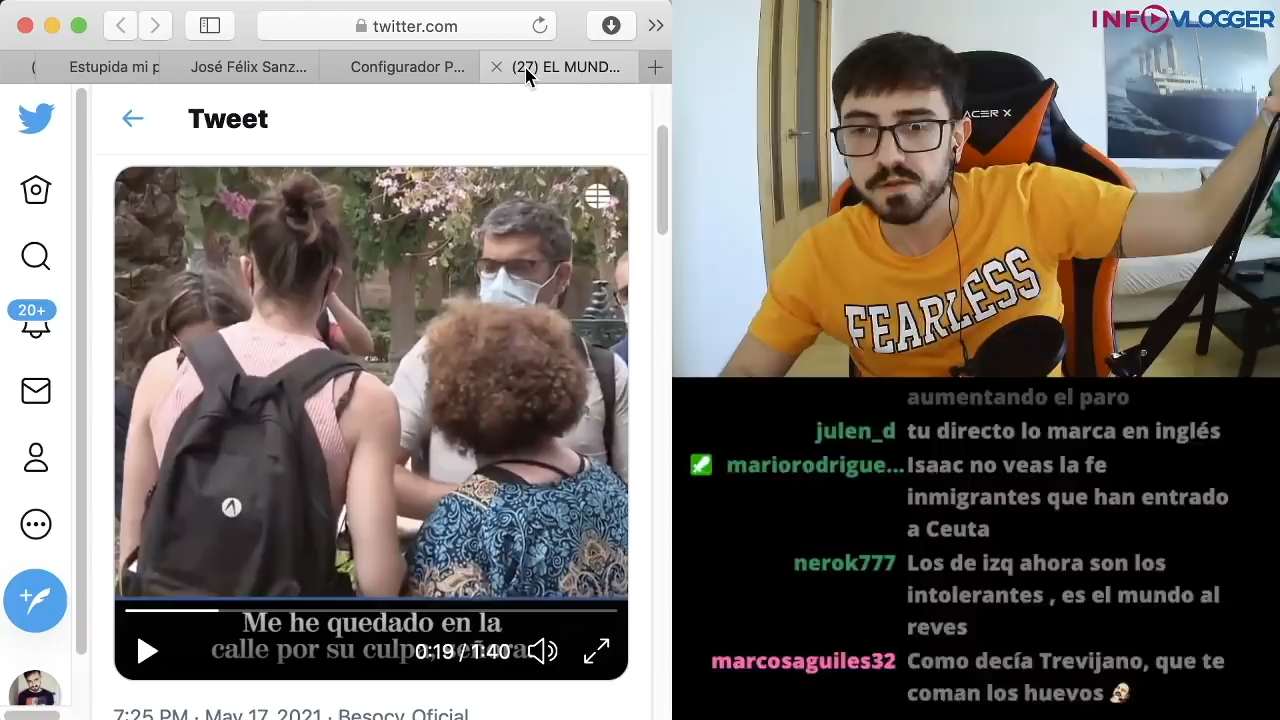 twitter.com
(
Estupida mi p
José Félix Sanz...
Configurador P...
(27) EL MUND...
Tweet
20+
Me he quedado en la
calle por su culpa, señora
0:19 / 1:40
7:25 PM · May 17, 2021 · Besocy Oficial
INFOVLOGGER
ACER X
FEARLESS
aumentando el paro
julen_d tu directo lo marca en inglés
mariorodrigue... Isaac no veas la fe
inmigrantes que han entrado
a Ceuta
nerok777 Los de izq ahora son los
intolerantes , es el mundo al
reves
marcosaguiles32 Como decía Trevijano, que te
coman los huevos